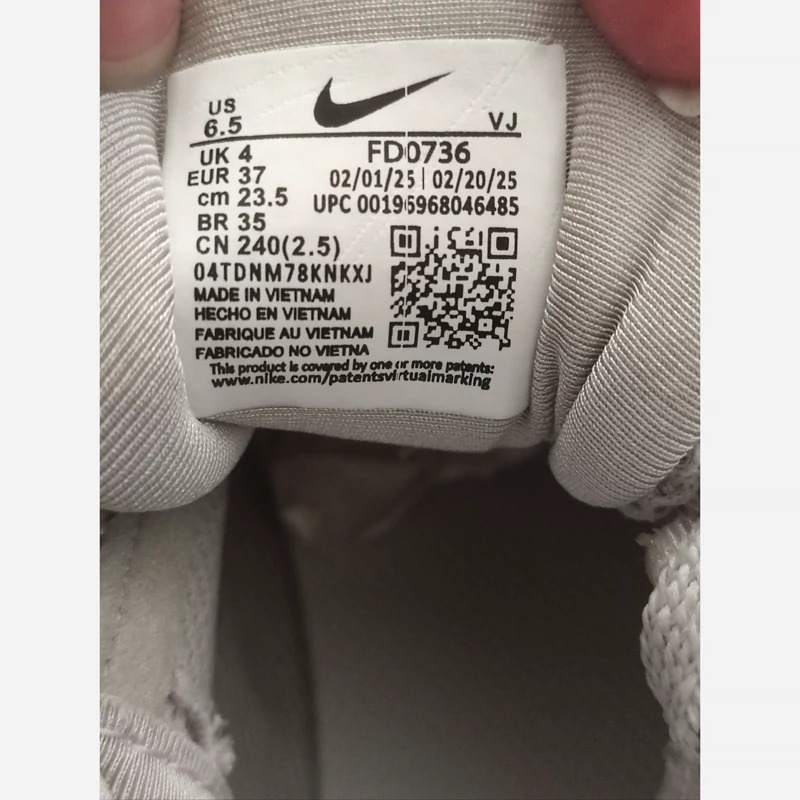 US
6.5
VJ
UK 4
EUR 37
cm 23.5
BR 35
CN 240(2.5)
FD0736
02/01/25 | 02/20/25
UPC 00196968046485
04TDNM78KNKXJ
MADE IN VIETNAM
HECHO EN VIETNAM
FABRIQUE AU VIETNAM
FABRICADO NO VIETNA
This product is covered by one or more patents:
www.nike.com/patentsvirtualmarking